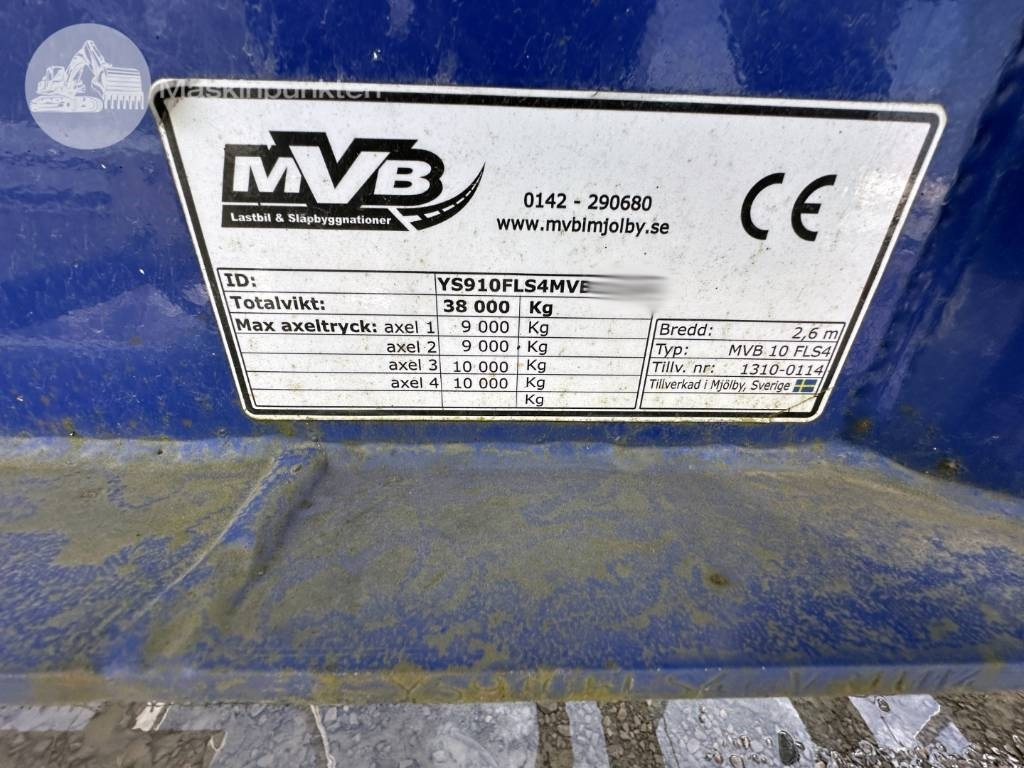 Maskinpunkten
MVB
Lastbil & Släpbyggnationer
0142 - 290680
www.mvbimjolby.se
CE
ID: YS910FLS4MVB
Totalvikt: 38 000 Kg
Max axeltryck: axel 1 9 000 Kg
axel 2 9 000 Kg
axel 3 10 000 Kg
axel 4 10 000 Kg
Kg
Bredd: 2,6 m
Typ: MVB 10 FLS4
Tillv. nr: 1310-0114
Tillverkad i Mjölby, Sverige